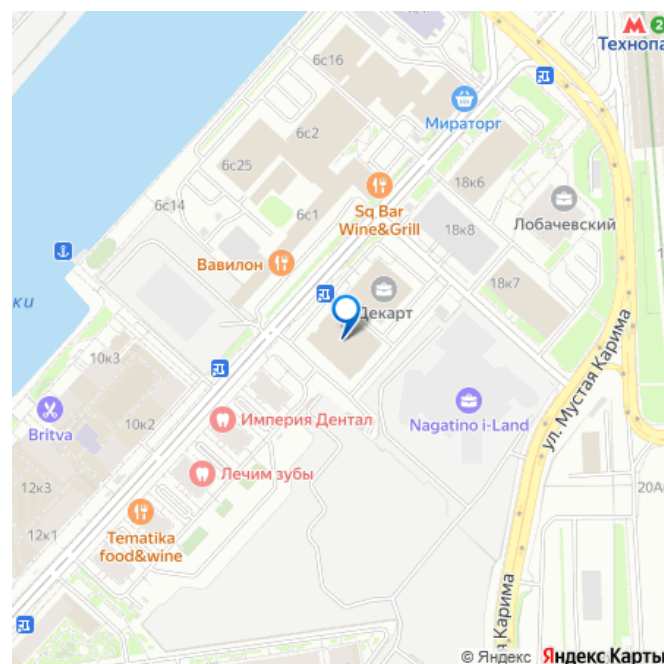 6с16
2
Технопа
Мираторг
6с2
6с25
18к6
6с14
6с1
Sq Bar
Wine&Grill
Лобачевский
18к8
Вавилон
18к7
Декарт
ки
ул. Мустая Карима
10к3
10к2
Britva
Империя Дентал
Nagatino i-Land
Лечим зубы
12к3
20А
12к1
Tematika
food&wine
я Карима
© Яндекс Яндекс Карты